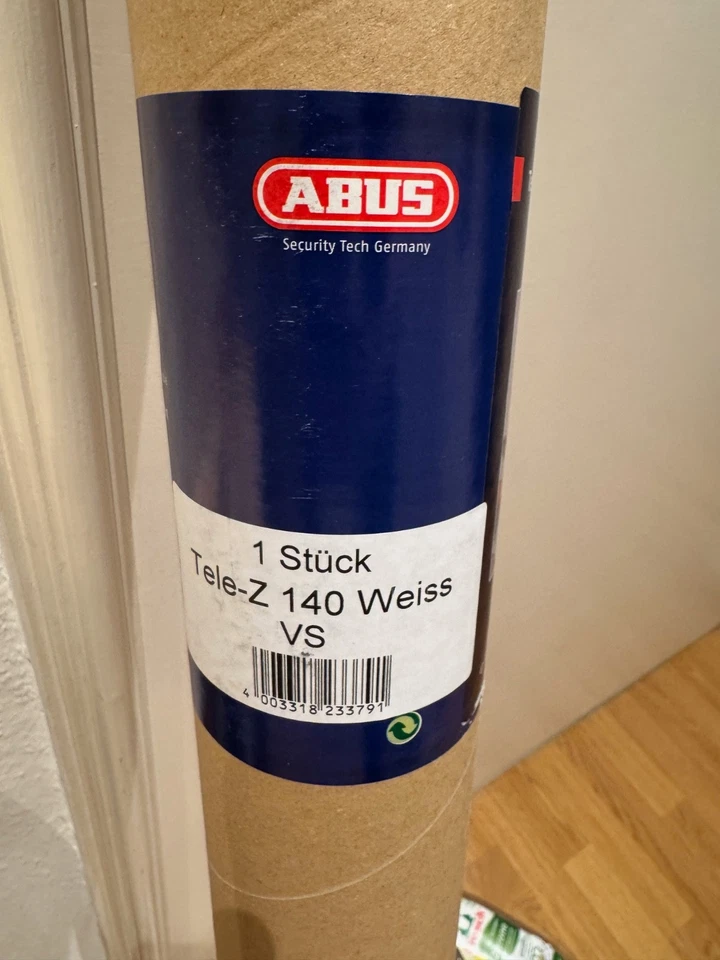 ABUS
Security Tech Germany
1 Stück
Tele-Z 140 Weiss
VS
4 003318 233791